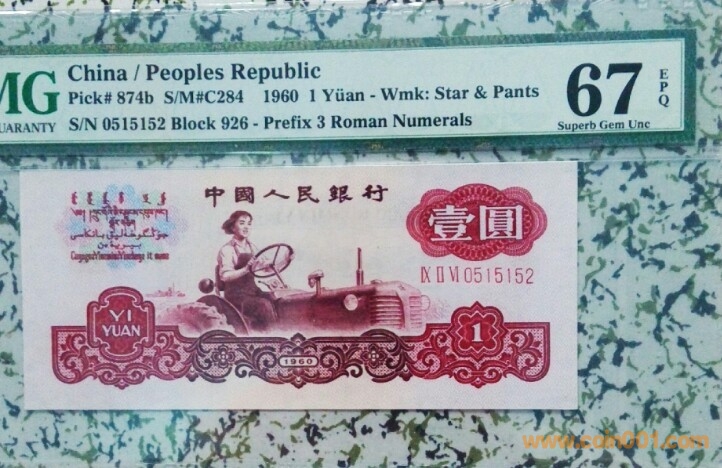 MG
GUARANTY
China / Peoples Republic
Pick# 874b S/M#C284 1960 1 Yüan - Wmk: Star & Pants
S/N 0515152 Block 926 - Prefix 3 Roman Numerals
67
EPQ
Superb Gem Unc
中國人民銀行
壹圓
IX II VI 0515152
YI
YUAN
1960
1
www.coin001.com